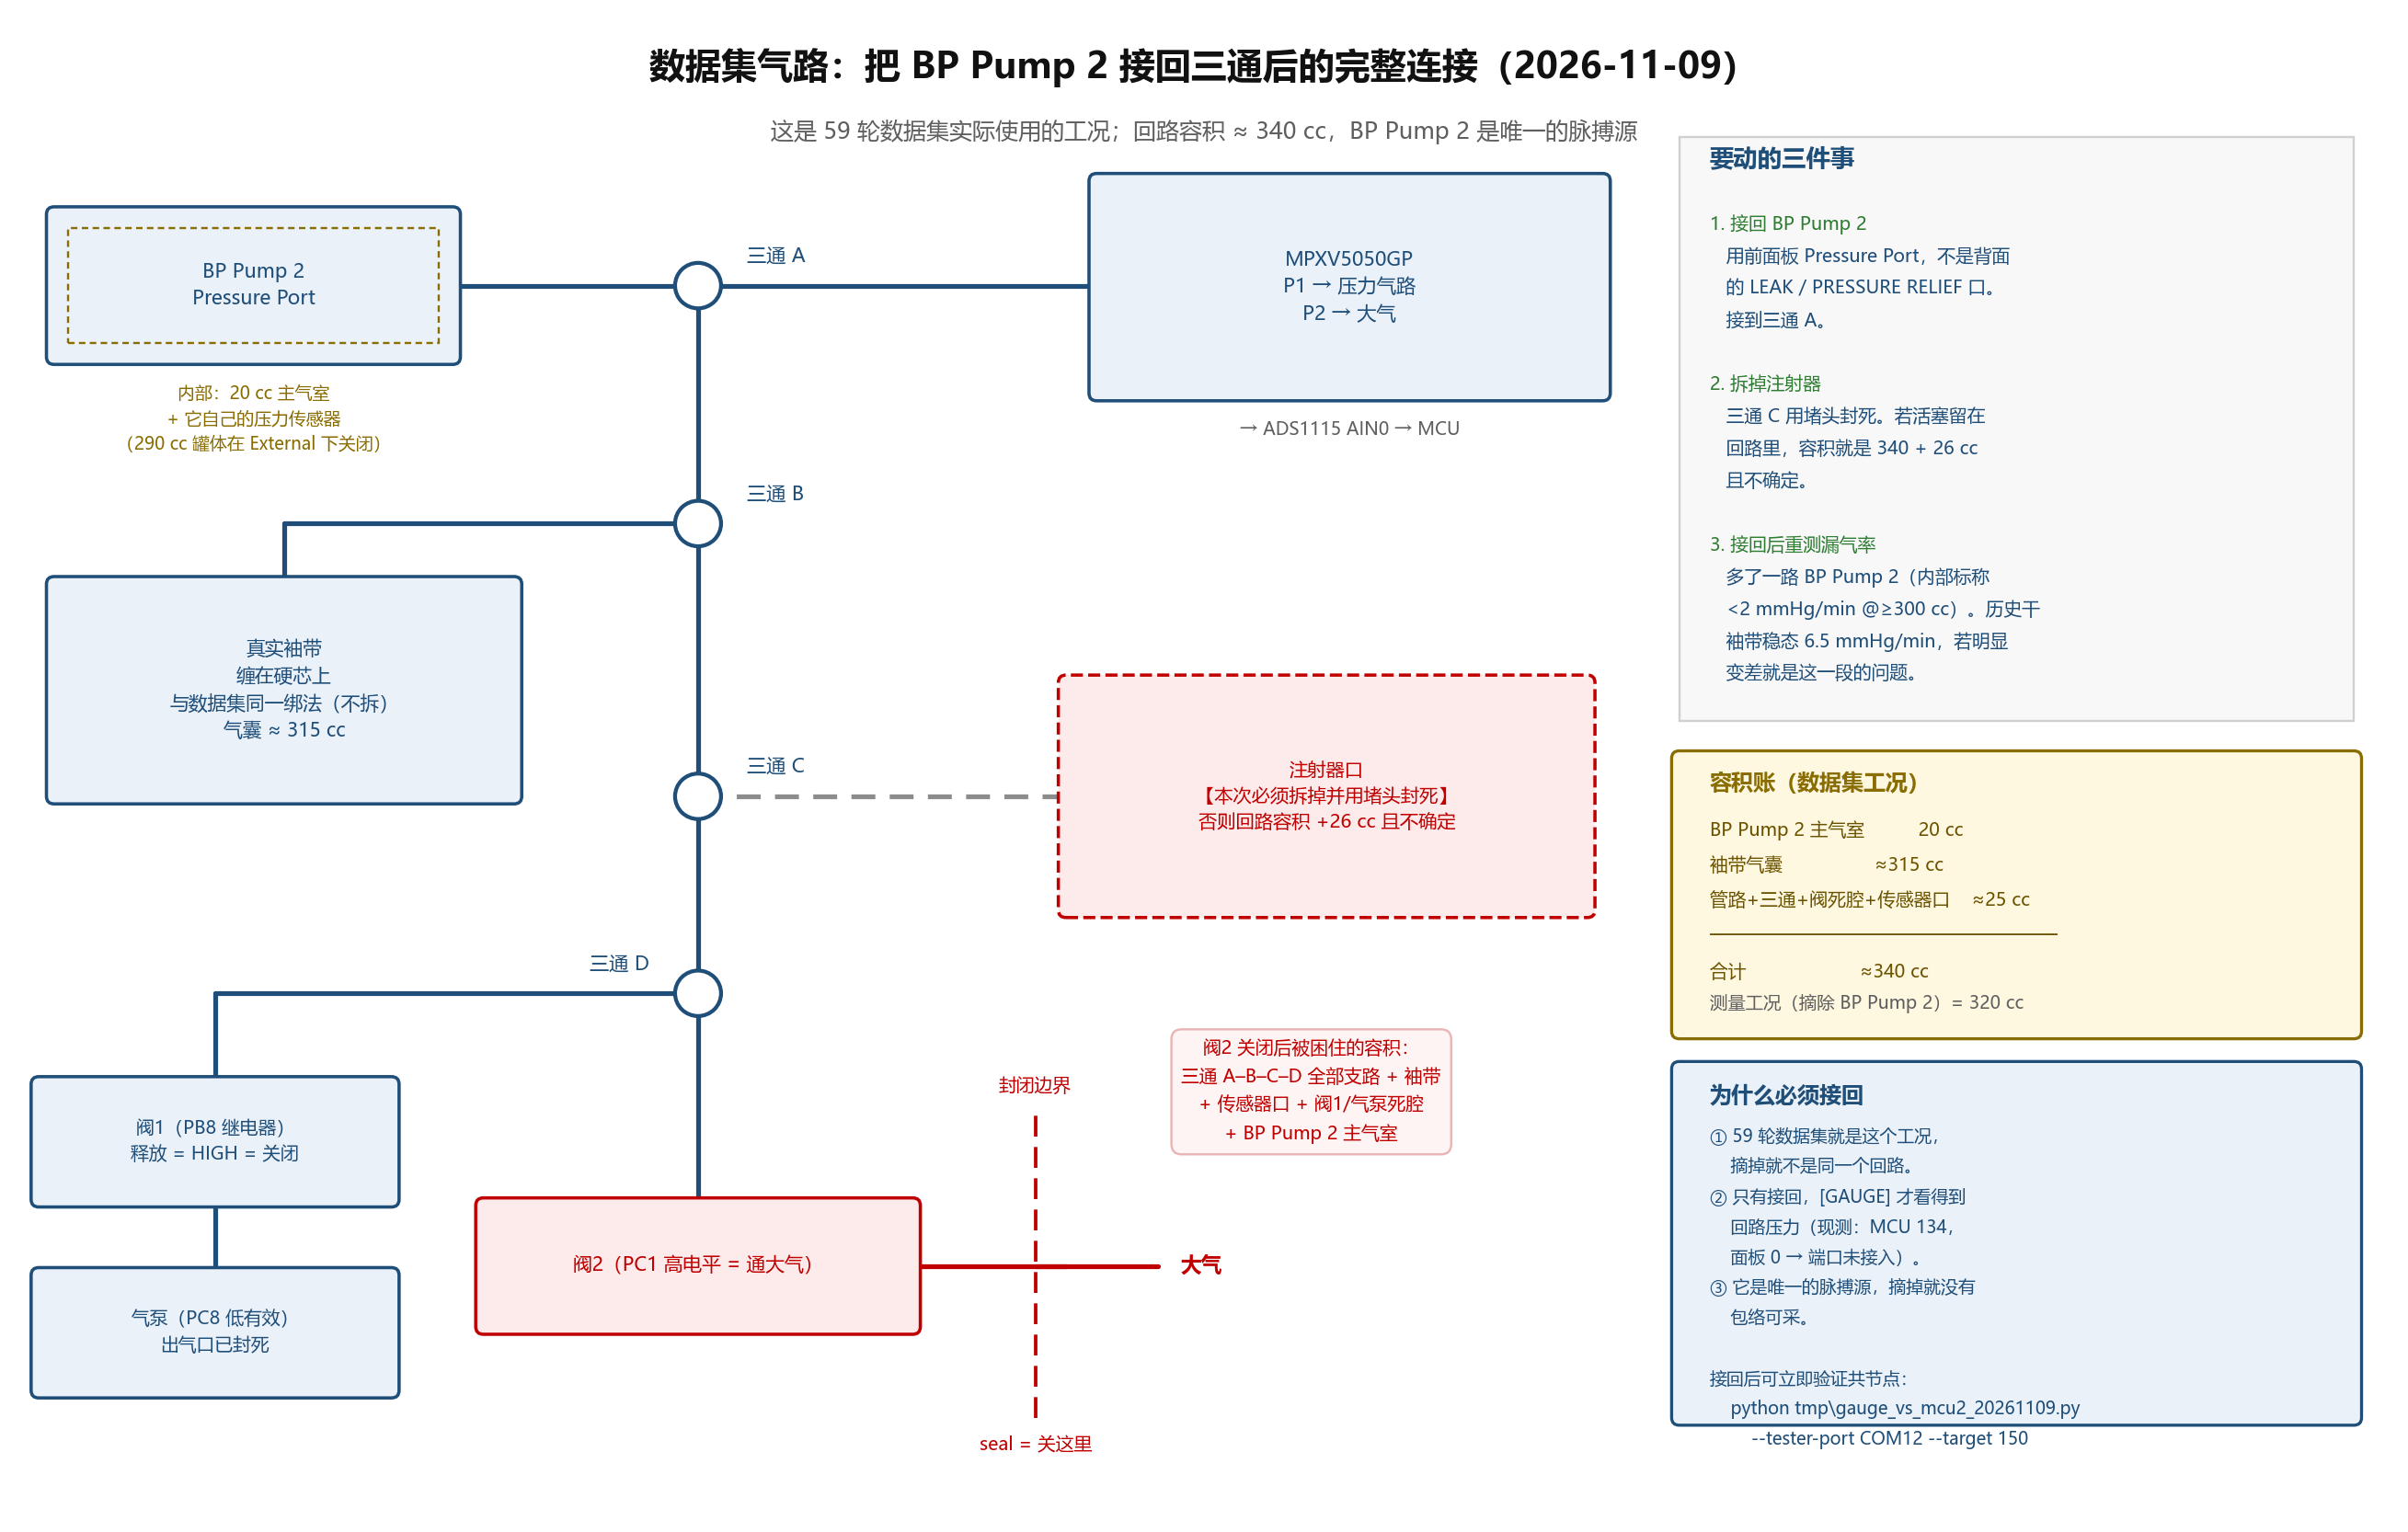 数据集气路：把 BP Pump 2 接回三通后的完整连接（2026-11-09）
这是 59 轮数据集实际使用的工况；回路容积 ≈ 340 cc，BP Pump 2 是唯一的脉搏源
BP Pump 2
Pressure Port
内部：20 cc 主气室
+ 它自己的压力传感器
（290 cc 罐体在 External 下关闭）
三通 A
MPXV5050GP
P1 → 压力气路
P2 → 大气
→ ADS1115 AIN0 → MCU
三通 B
真实袖带
缠在硬芯上
与数据集同一绑法（不拆）
气囊 ≈ 315 cc
三通 C
注射器口
【本次必须拆掉并用堵头封死】
否则回路容积 +26 cc 且不确定
三通 D
阀1（PB8 继电器）
释放 = HIGH = 关闭
气泵（PC8 低有效）
出气口已封死
阀2（PC1 高电平 = 通大气）
大气
封闭边界
seal = 关这里
阀2 关闭后被困住的容积：
三通 A–B–C–D 全部支路 + 袖带
+ 传感器口 + 阀1/气泵死腔
+ BP Pump 2 主气室
要动的三件事
1. 接回 BP Pump 2
用前面板 Pressure Port，不是背面
的 LEAK / PRESSURE RELIEF 口。
接到三通 A。
2. 拆掉注射器
三通 C 用堵头封死。若活塞留在
回路里，容积就是 340 + 26 cc
且不确定。
3. 接回后重测漏气率
多了一路 BP Pump 2（内部标称
<2 mmHg/min @≥300 cc）。历史干
袖带稳态 6.5 mmHg/min，若明显
变差就是这一段的问题。
容积账（数据集工况）
BP Pump 2 主气室 20 cc
袖带气囊 ≈315 cc
管路+三通+阀死腔+传感器口 ≈25 cc
合计 ≈340 cc
测量工况（摘除 BP Pump 2）= 320 cc
为什么必须接回
① 59 轮数据集就是这个工况，
摘掉就不是同一个回路。
② 只有接回，[GAUGE] 才看得到
回路压力（现测：MCU 134，
面板 0 → 端口未接入）。
③ 它是唯一的脉搏源，摘掉就没有
包络可采。
接回后可立即验证共节点：
python tmp\gauge_vs_mcu2_20261109.py
--tester-port COM12 --target 150